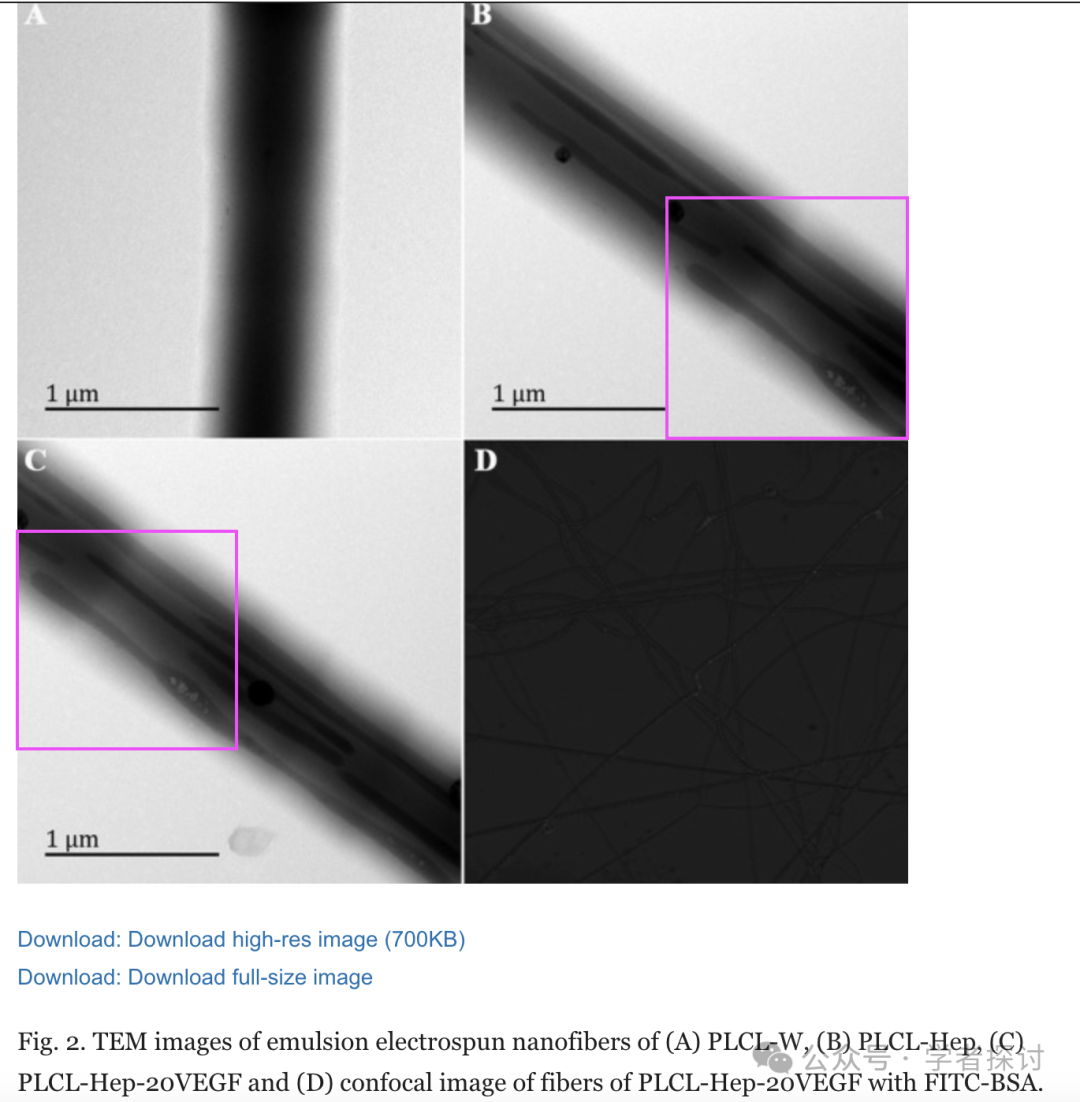 A
B
1 μm
1 μm
C
D
1 μm
Download: Download high-res image (700KB)
Download: Download full-size image
Fig. 2. TEM images of emulsion electrospun nanofibers of (A) PLCL-W, (B) PLCL-Hep, (C)
PLCL-Hep-20VEGF and (D) confocal image of fibers of PLCL-Hep-20VEGF with FITC-BSA.
公众号 · 学者探讨